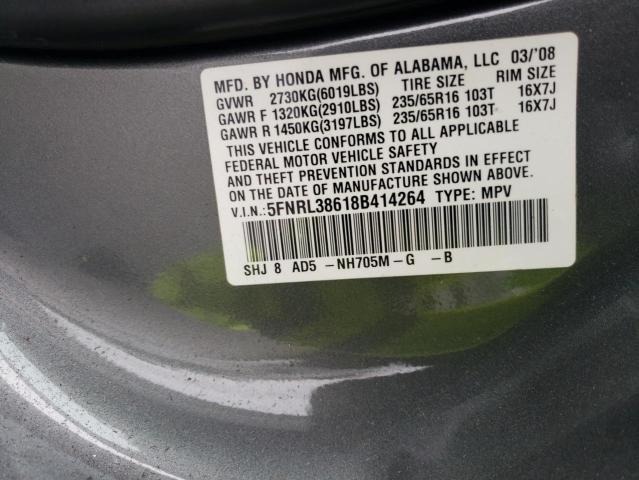 MFD. BY HONDA MFG. OF ALABAMA, LLC 03/'08
GVWR 2730KG(6019LBS) TIRE SIZE RIM SIZE
GAWR F 1320KG(2910LBS) 235/65R16 103T 16X7J
GAWR R 1450KG(3197LBS) 235/65R16 103T 16X7J
THIS VEHICLE CONFORMS TO ALL APPLICABLE
FEDERAL MOTOR VEHICLE SAFETY
AND THEFT PREVENTION STANDARDS IN EFFECT
ON THE DATE OF MANUFACTURE SHOWN ABOVE.
V.I.N.: 5FNRL38618B414264 TYPE: MPV
SHJ 8 AD5 -NH705M-G -B